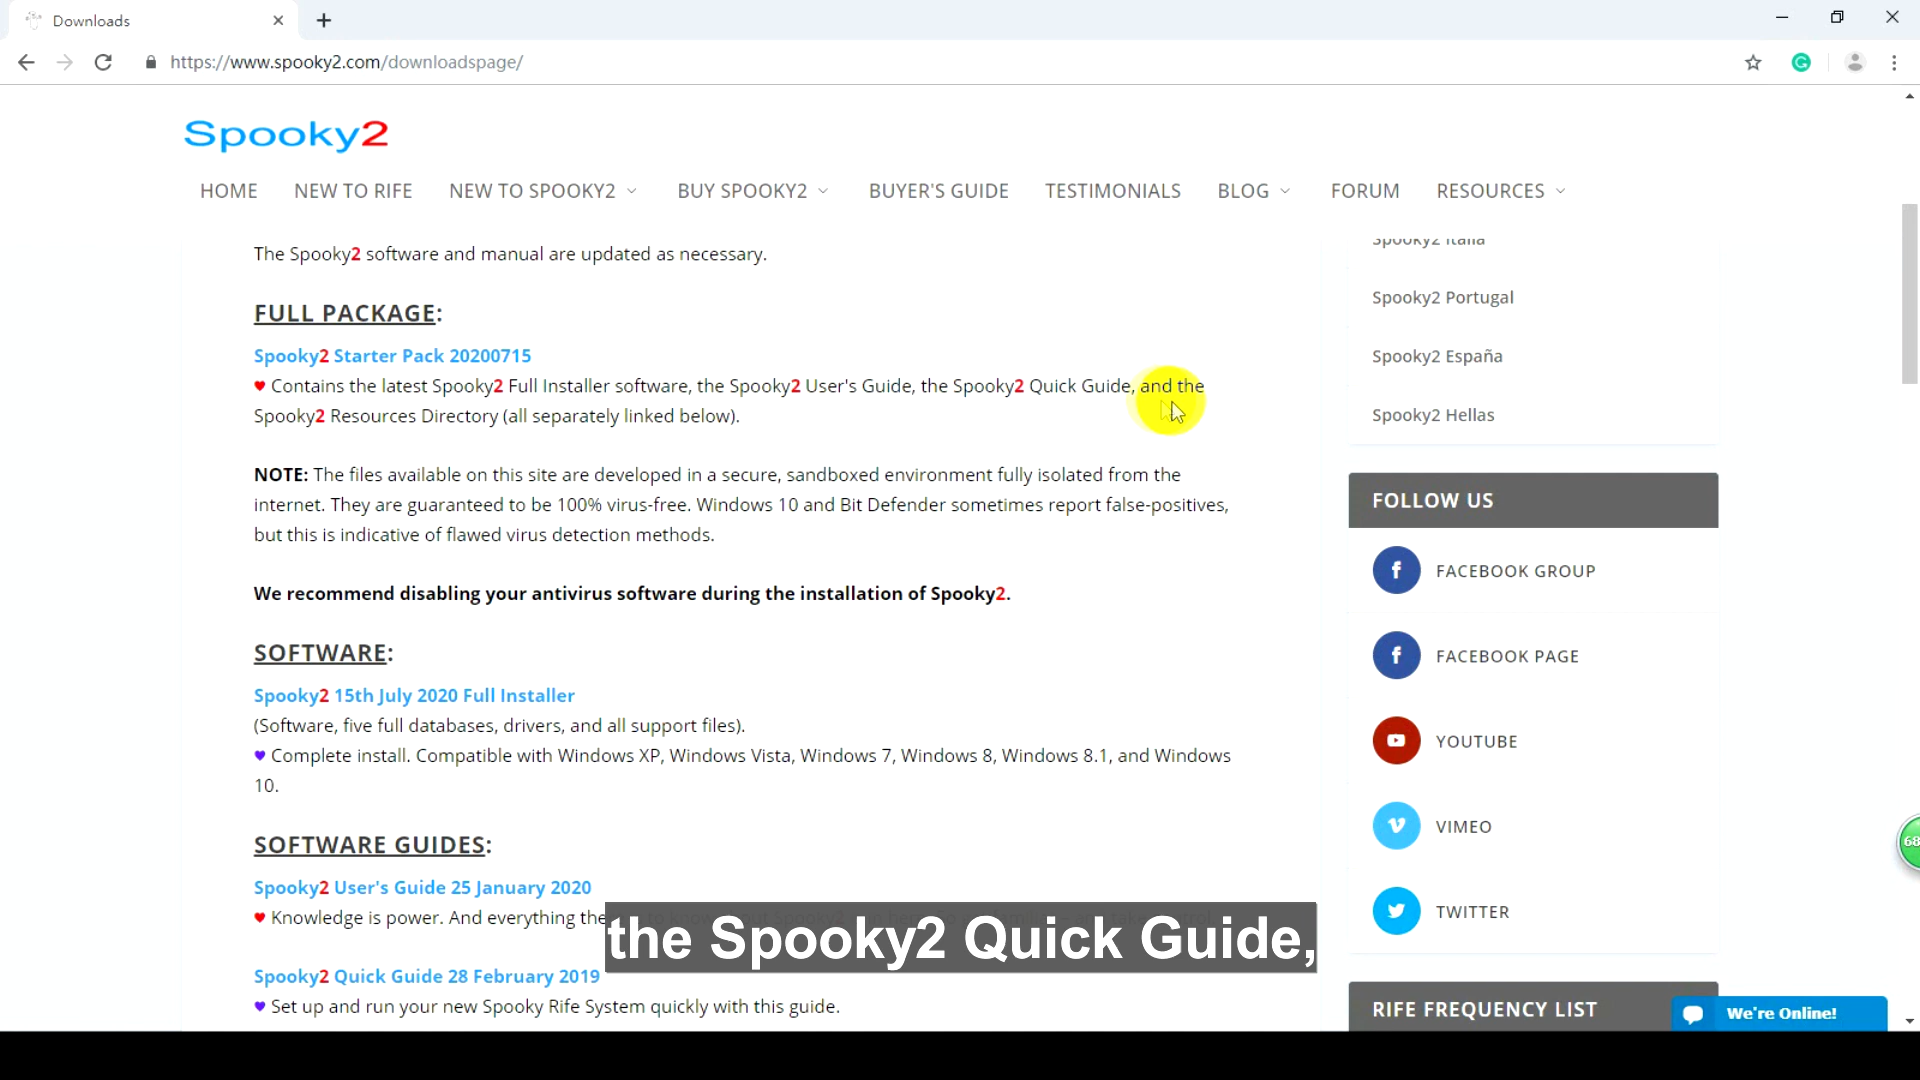 Downloads
https://www.spooky2.com/downloadspage/
Spooky2
HOME NEW TO RIFE NEW TO SPOOKY2 BUY SPOOKY2 BUYER'S GUIDE TESTIMONIALS BLOG FORUM RESOURCES
The Spooky2 software and manual are updated as necessary.
FULL PACKAGE:
Spooky2 Starter Pack 20200715
♥ Contains the latest Spooky2 Full Installer software, the Spooky2 User's Guide, the Spooky2 Quick Guide, and the
Spooky2 Resources Directory (all separately linked below).
NOTE: The files available on this site are developed in a secure, sandboxed environment fully isolated from the
internet. They are guaranteed to be 100% virus-free. Windows 10 and Bit Defender sometimes report false-positives,
but this is indicative of flawed virus detection methods.
We recommend disabling your antivirus software during the installation of Spooky2.
SOFTWARE:
Spooky2 15th July 2020 Full Installer
(Software, five full databases, drivers, and all support files).
♥ Complete install. Compatible with Windows XP, Windows Vista, Windows 7, Windows 8, Windows 8.1, and Windows
10.
SOFTWARE GUIDES:
Spooky2 User's Guide 25 January 2020
♥ Knowledge is power. And everything
the Spooky2 Quick Guide,
Spooky2 Quick Guide 28 February 2019
♥ Set up and run your new Spooky Rife System quickly with this guide.
Spooky2 Italia
Spooky2 Portugal
Spooky2 España
Spooky2 Hellas
FOLLOW US
FACEBOOK GROUP
FACEBOOK PAGE
YOUTUBE
VIMEO
TWITTER
68
RIFE FREQUENCY LIST
We're Online!